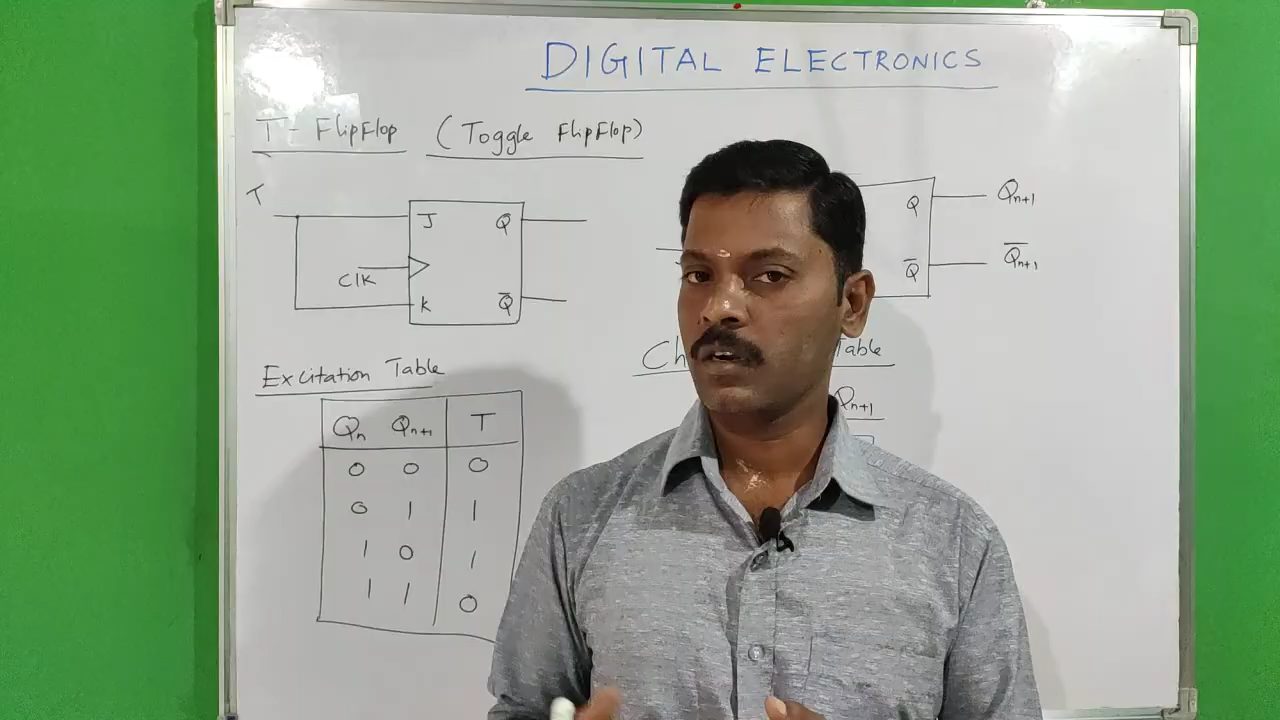 DIGITAL ELECTRONICS
T - FlipFlop (Toggle FlipFlop)
T
J Q
Clk
K Q̅
Q Qn+1
Q̅ Q̅n+1
Excitation Table
Qn Qn+1 T
0 0 0
0 1 1
1 0 1
1 1 0
Table
Qn+1